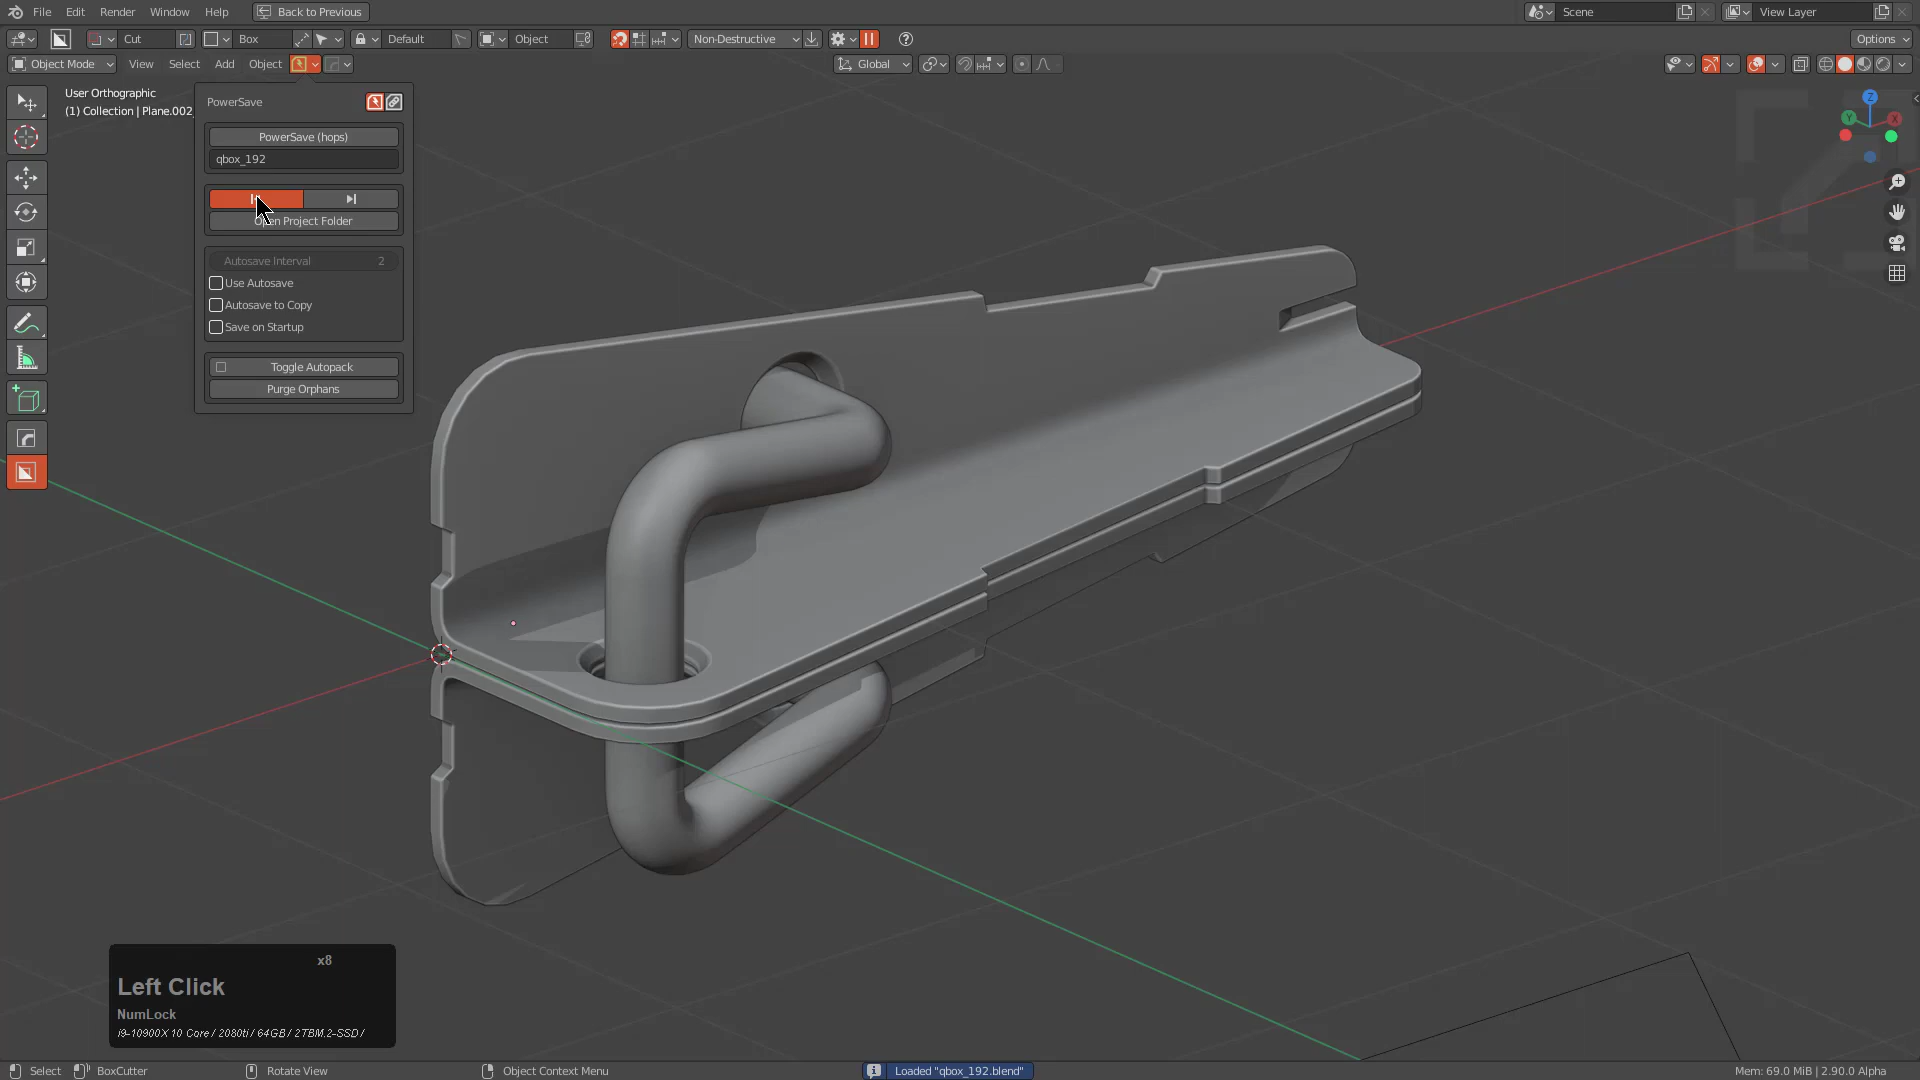 File Edit Render Window Help Back to Previous Scene View Layer
Cut Box Default Object Non-Destructive Options
Object Mode View Select Add Object Global
User Orthographic
(1) Collection | Plane.002
PowerSave
PowerSave (hops)
qbox_192
Open Project Folder
Autosave Interval 2
Use Autosave
Autosave to Copy
Save on Startup
Toggle Autopack
Purge Orphans
Z
Y X
x8
Left Click
NumLock
i9-10900X 10 Core / 2080ti / 64GB / 2TBM.2-SSD /
Select BoxCutter Rotate View Object Context Menu Loaded "qbox_192.blend" Mem: 69.0 MiB | 2.90.0 Alpha